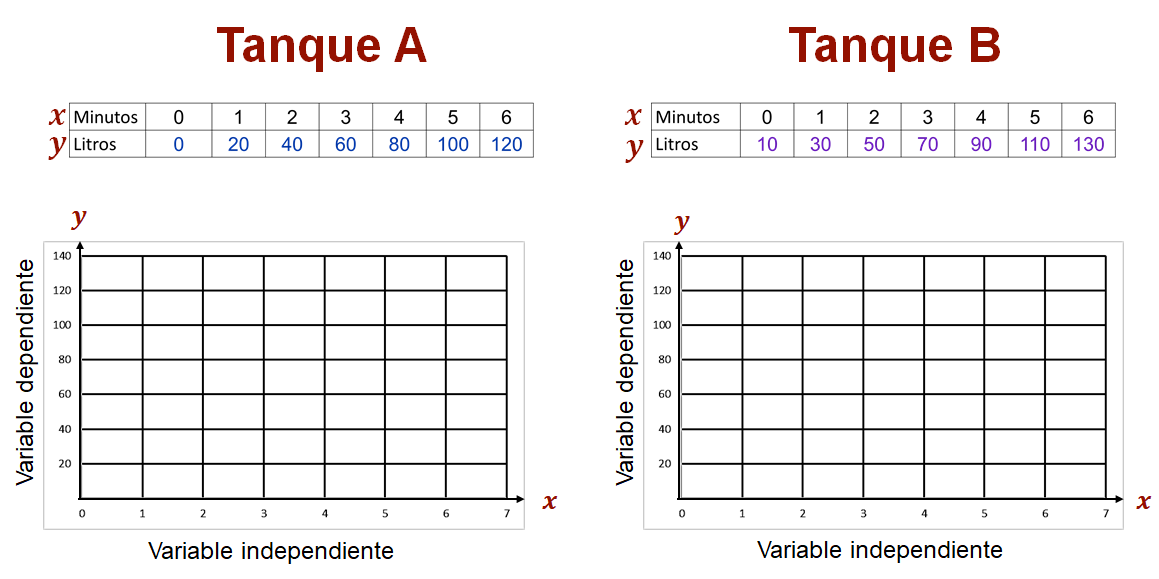 Tanque A
x Minutos 0 1 2 3 4 5 6
y Litros 0 20 40 60 80 100 120
y
Variable dependiente
140
120
100
80
60
40
20
0 1 2 3 4 5 6 7
x
Variable independiente
Tanque B
x Minutos 0 1 2 3 4 5 6
y Litros 10 30 50 70 90 110 130
y
Variable dependiente
140
120
100
80
60
40
20
0 1 2 3 4 5 6 7
x
Variable independiente